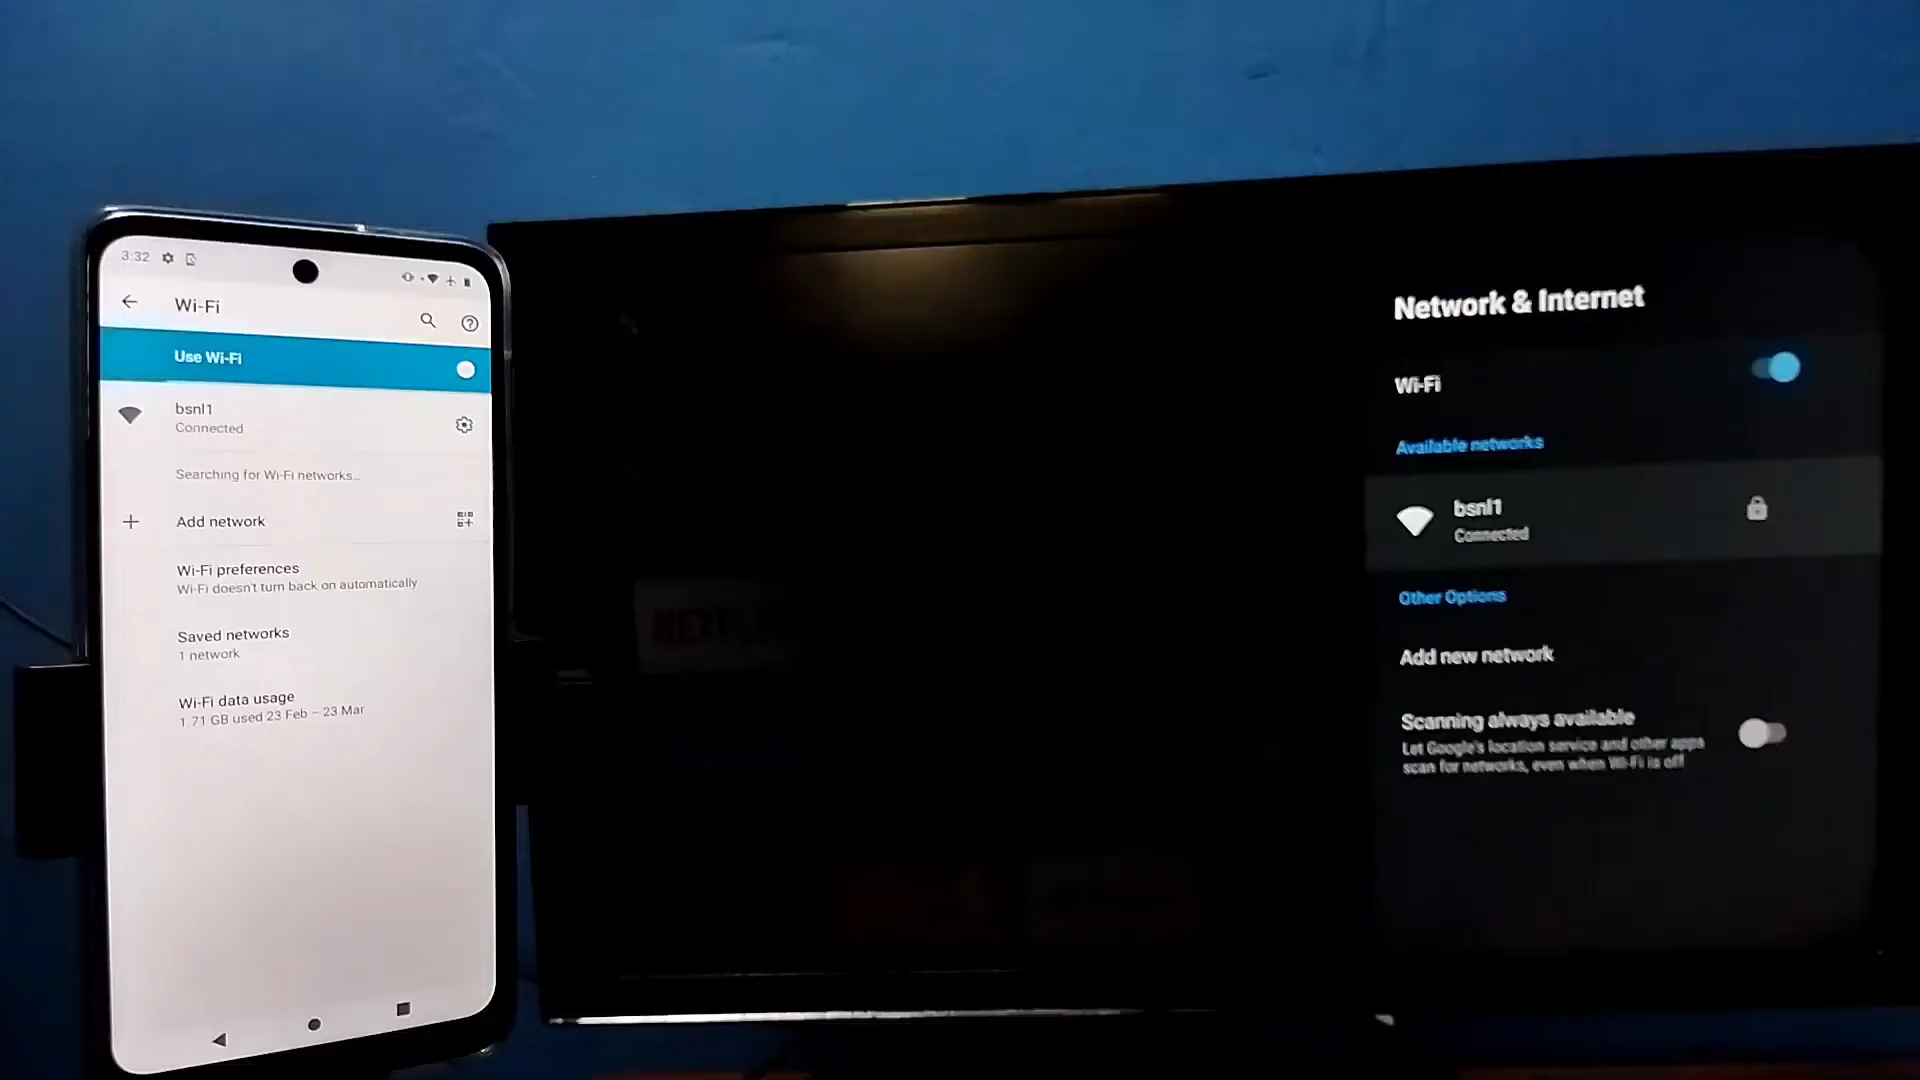 3:32
Wi-Fi
Use Wi-Fi
bsnl1
Connected
Searching for Wi-Fi networks...
Add network
Wi-Fi preferences
Wi-Fi doesn't turn back on automatically
Saved networks
1 network
Wi-Fi data usage
1.71 GB used 23 Feb – 23 Mar
NETFLIX
Network & Internet
Wi-Fi
Available networks
bsnl1
Connected
Other Options
Add new network
Scanning always available
Let Google's location service and other apps
scan for networks, even when Wi-Fi is off